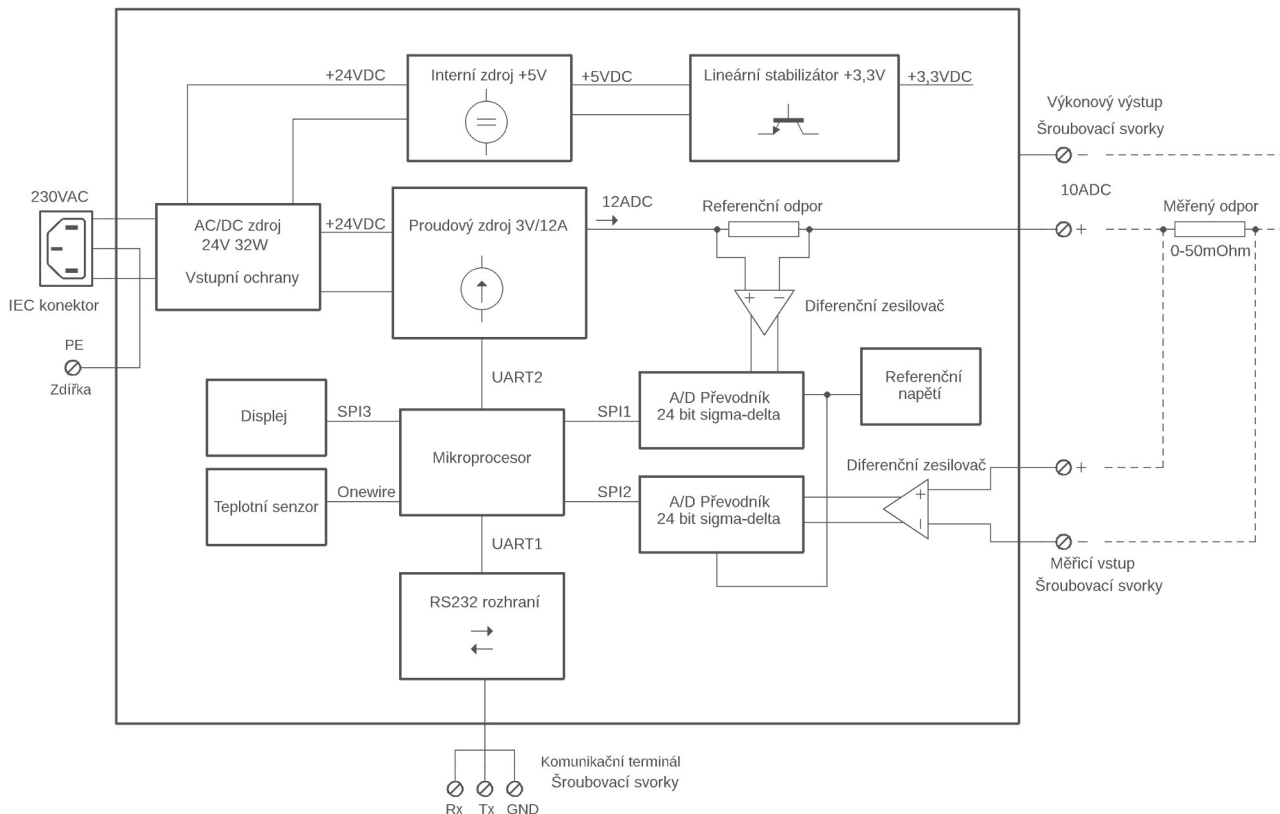 +24VDC
Interní zdroj +5V
+5VDC
Lineární stabilizátor +3,3V
+3,3VDC
Výkonový výstup
Šroubovací svorky
−
230VAC
AC/DC zdroj
24V 32W
Vstupní ochrany
+24VDC
Proudový zdroj 3V/12A
12ADC
Referenční odpor
10ADC
+
Měřený odpor
0-50mOhm
IEC konektor
+ −
Diferenční zesilovač
PE
Zdířka
UART2
Displej
SPI3
Mikroprocesor
SPI1
A/D Převodník
24 bit sigma-delta
Referenční
napětí
Teplotní senzor
Onewire
SPI2
A/D Převodník
24 bit sigma-delta
Diferenční zesilovač
+
−
+
−
Měřicí vstup
Šroubovací svorky
UART1
RS232 rozhraní
Komunikační terminál
Šroubovací svorky
Rx Tx GND